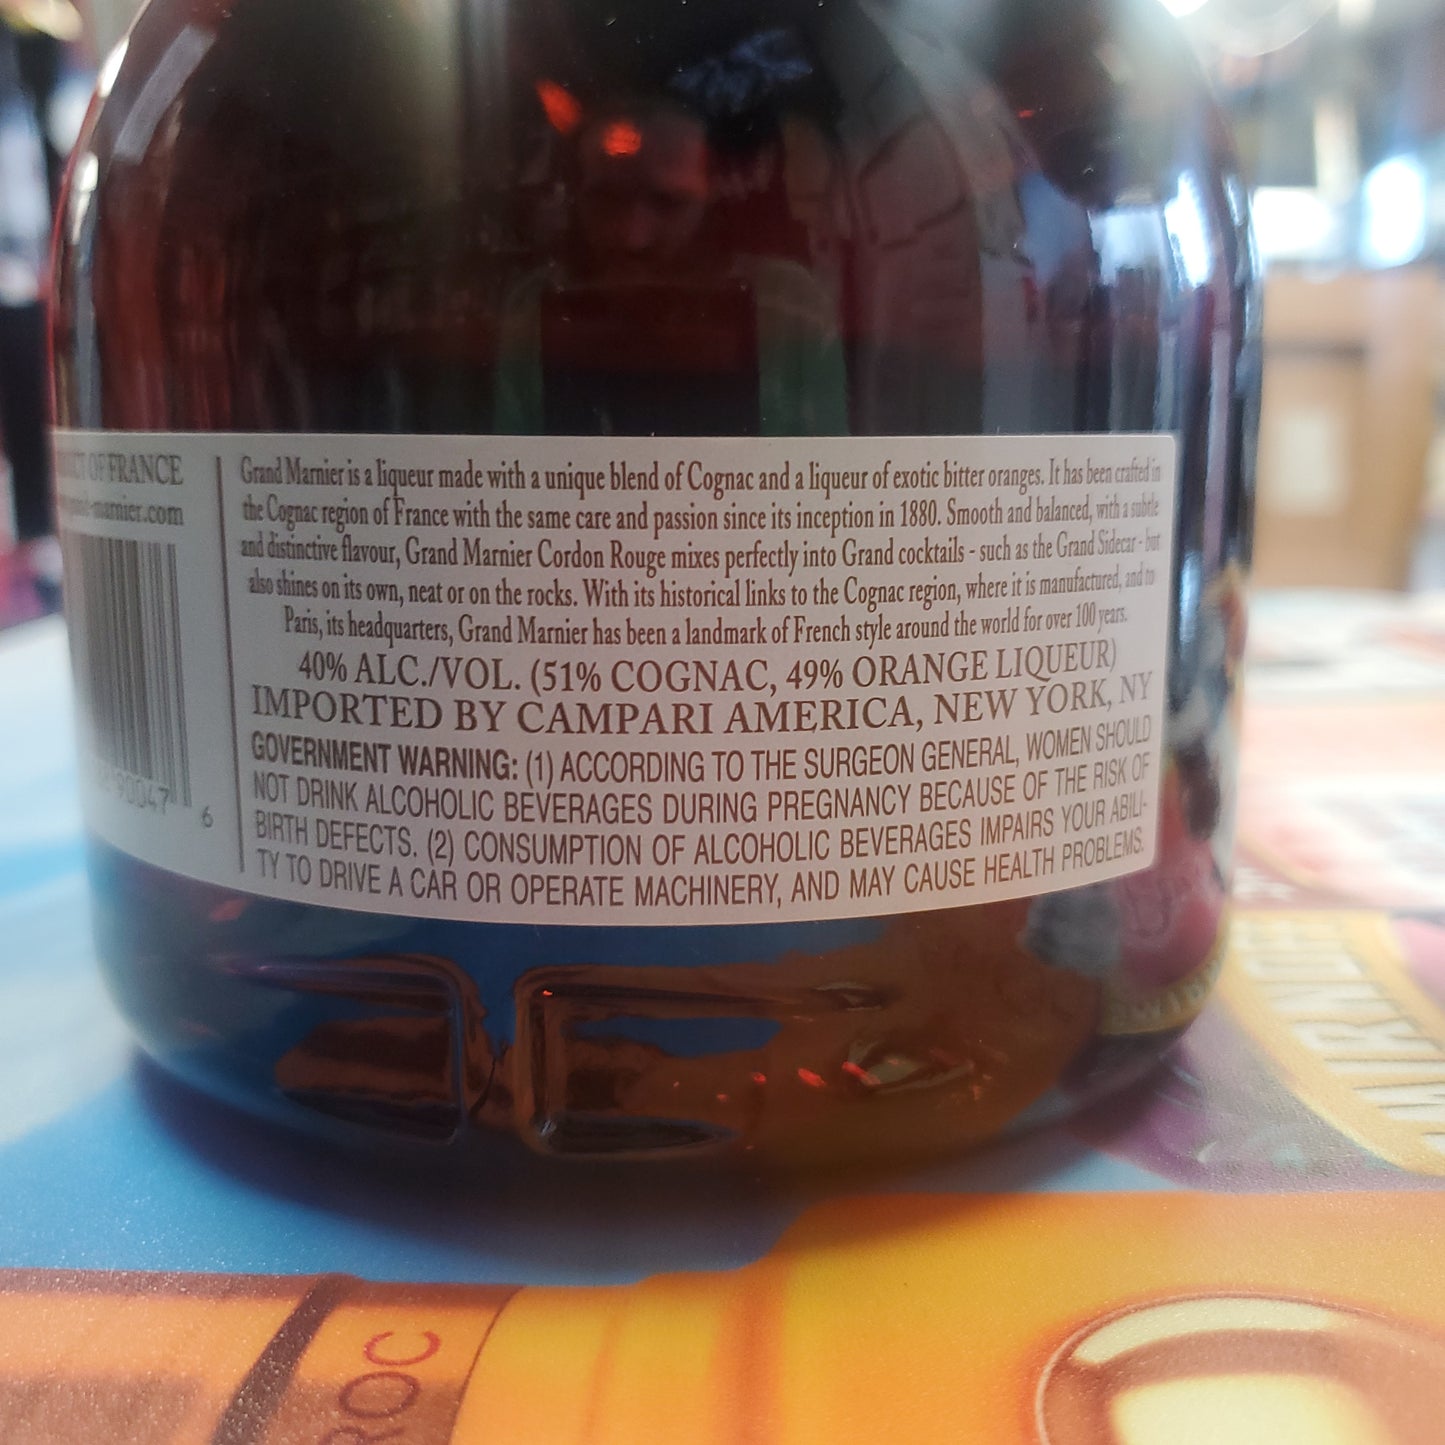 OF FRANCE
Grand Marnier is a liqueur made with a unique blend of Cognac and a liqueur of exotic bitter oranges. It has been crafted in
the Cognac region of France with the same care and passion since its inception in 1880. Smooth and balanced, with a subtle
and distinctive flavour, Grand Marnier Cordon Rouge mixes perfectly into Grand cocktails - such as the Grand Sidecar - but
also shines on its own, neat or on the rocks. With its historical links to the Cognac region, where it is manufactured, and to
Paris, its headquarters, Grand Marnier has been a landmark of French style around the world for over 100 years.
40% ALC./VOL. (51% COGNAC, 49% ORANGE LIQUEUR)
IMPORTED BY CAMPARI AMERICA, NEW YORK, NY
GOVERNMENT WARNING: (1) ACCORDING TO THE SURGEON GENERAL, WOMEN SHOULD
NOT DRINK ALCOHOLIC BEVERAGES DURING PREGNANCY BECAUSE OF THE RISK OF
BIRTH DEFECTS. (2) CONSUMPTION OF ALCOHOLIC BEVERAGES IMPAIRS YOUR ABILI-
TY TO DRIVE A CAR OR OPERATE MACHINERY, AND MAY CAUSE HEALTH PROBLEMS.
90047 6
ROC